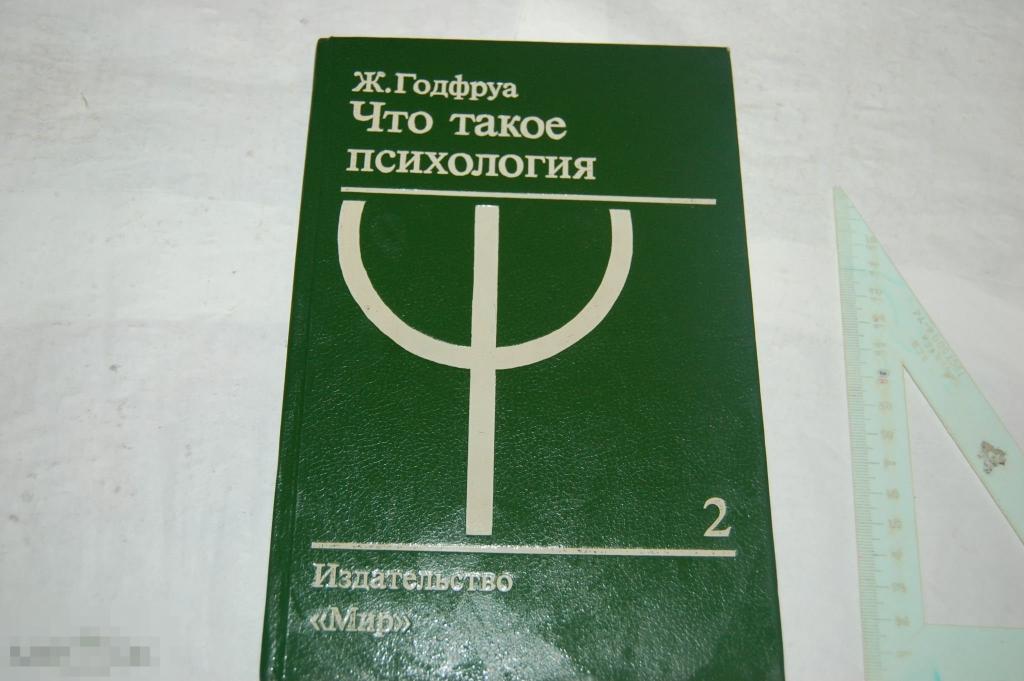 Ж.Годфруа
Что такое
психология
2
Издательство
«Мир»